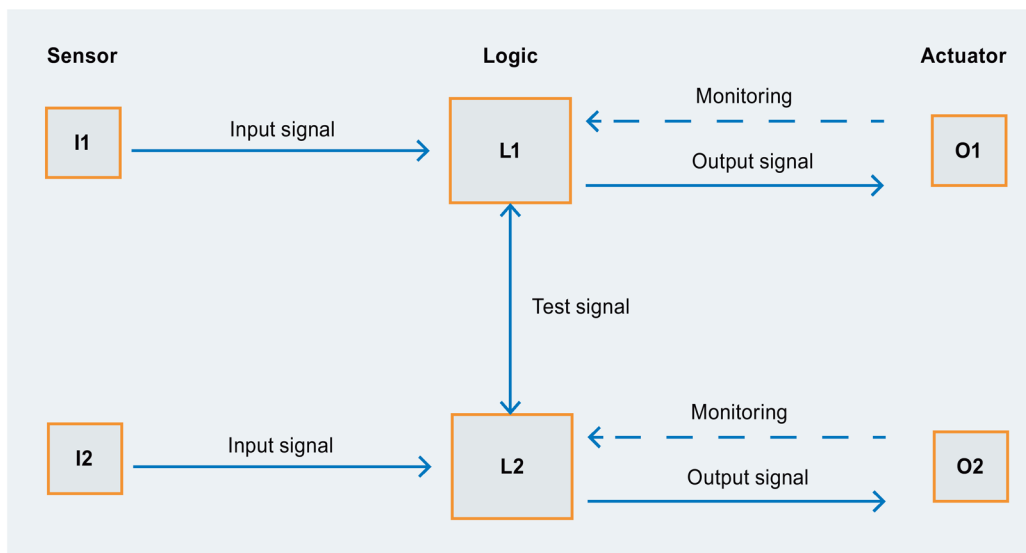 Sensor
Logic
Actuator
Monitoring
I1
Input signal
L1
Output signal
O1
Test signal
Monitoring
I2
Input signal
L2
Output signal
O2